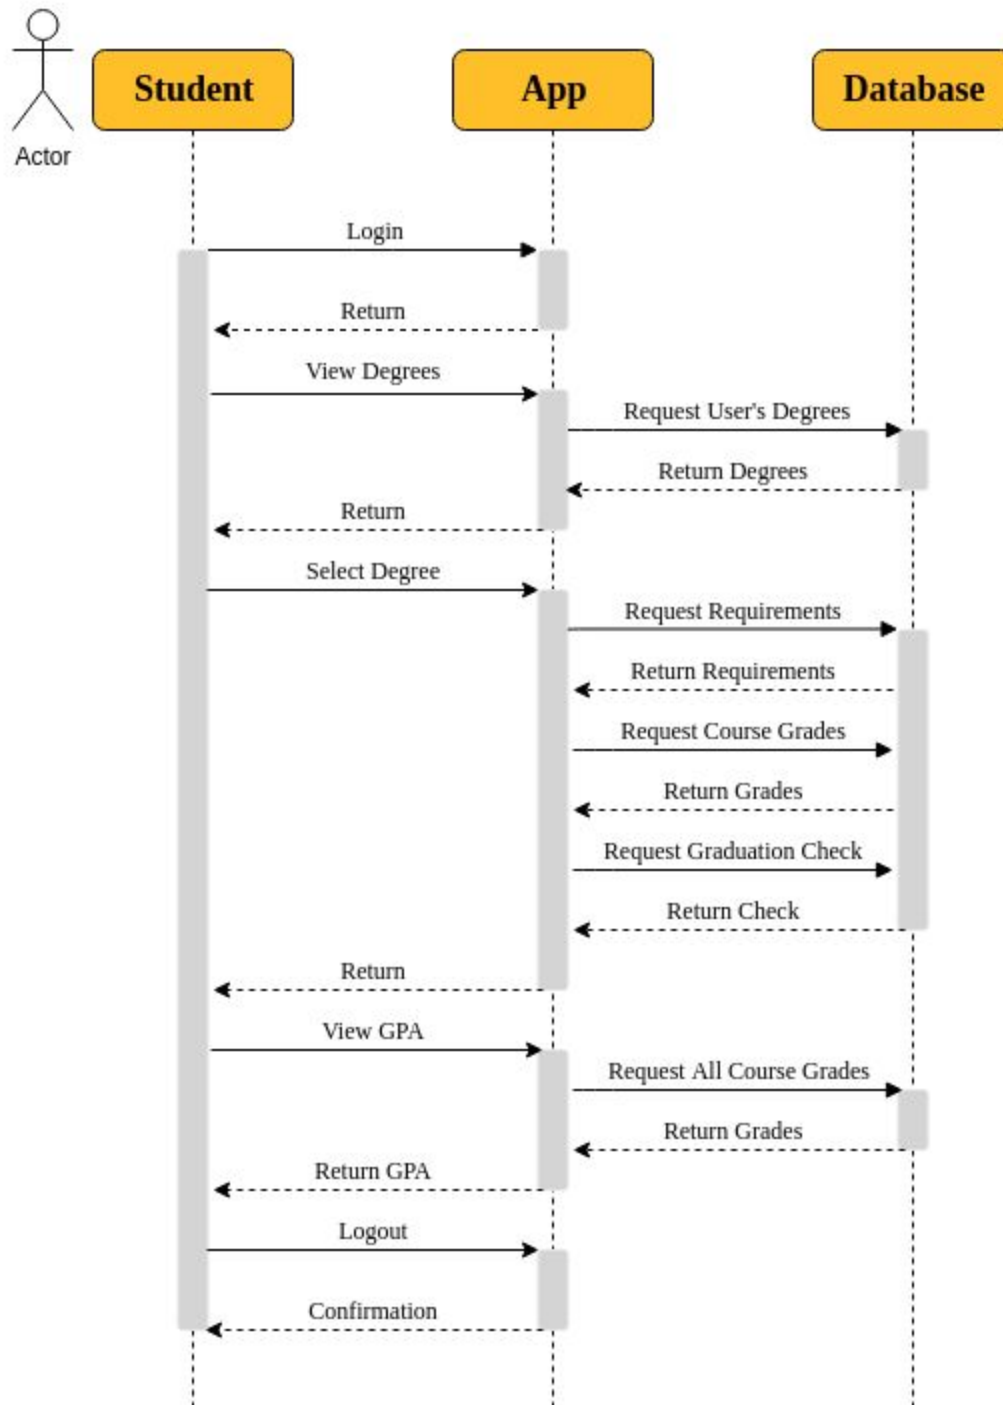 Student
App
Database
Actor
Login
Return
View Degrees
Request User's Degrees
Return Degrees
Return
Select Degree
Request Requirements
Return Requirements
Request Course Grades
Return Grades
Request Graduation Check
Return Check
Return
View GPA
Request All Course Grades
Return Grades
Return GPA
Logout
Confirmation